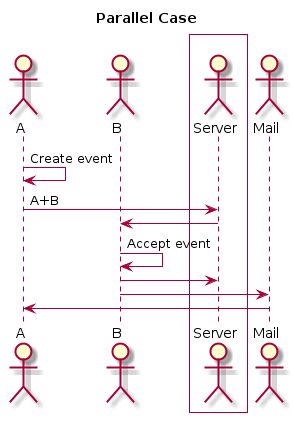 Parallel Case
A B Server Mail
Create event
A+B
Accept event
A B Server Mail